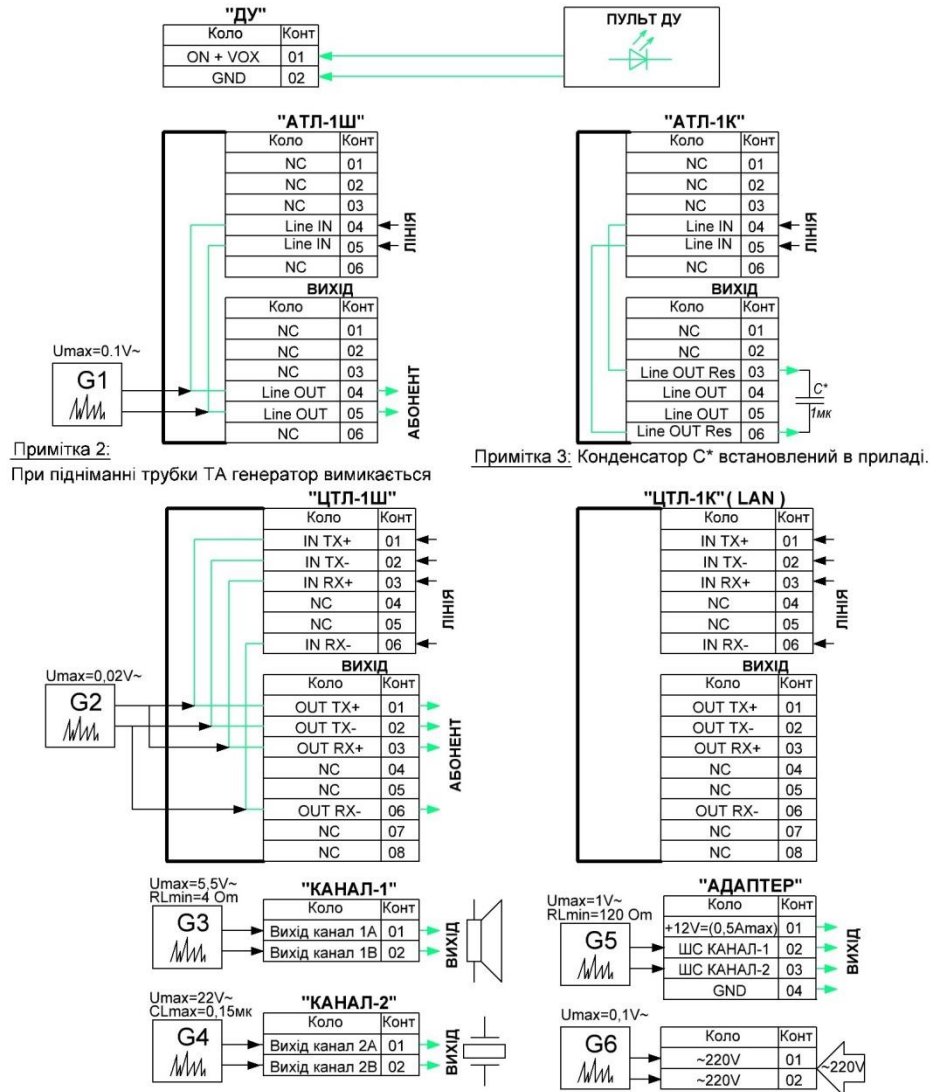 "ДУ"
Коло Конт
ON + VOX 01
GND 02
ПУЛЬТ ДУ
"АТЛ-1Ш"
Коло Конт
NC 01
NC 02
NC 03
Line IN 04
Line IN 05
NC 06
ЛІНІЯ
ВИХІД
Коло Конт
NC 01
NC 02
NC 03
Line OUT 04
Line OUT 05
NC 06
АБОНЕНТ
Umax=0.1V~
G1
Примітка 2:
При підніманні трубки ТА генератор вимикається
"АТЛ-1К"
Коло Конт
NC 01
NC 02
NC 03
Line IN 04
Line IN 05
NC 06
ЛІНІЯ
ВИХІД
Коло Конт
NC 01
NC 02
Line OUT Res 03
Line OUT 04
Line OUT 05
Line OUT Res 06
C*
1мк
Примітка 3: Конденсатор С* встановлений в приладі.
"ЦТЛ-1Ш"
Коло Конт
IN TX+ 01
IN TX- 02
IN RX+ 03
NC 04
NC 05
IN RX- 06
ЛІНІЯ
ВИХІД
Коло Конт
OUT TX+ 01
OUT TX- 02
OUT RX+ 03
NC 04
NC 05
OUT RX- 06
NC 07
NC 08
АБОНЕНТ
Umax=0,02V~
G2
"ЦТЛ-1К" ( LAN )
Коло Конт
IN TX+ 01
IN TX- 02
IN RX+ 03
NC 04
NC 05
IN RX- 06
ЛІНІЯ
ВИХІД
Коло Конт
OUT TX+ 01
OUT TX- 02
OUT RX+ 03
NC 04
NC 05
OUT RX- 06
NC 07
NC 08
Umax=5,5V~
RLmin=4 Om
G3
"КАНАЛ-1"
Коло Конт
Вихід канал 1А 01
Вихід канал 1В 02
ВИХІД
Umax=22V~
CLmax=0,15мк
G4
"КАНАЛ-2"
Коло Конт
Вихід канал 2А 01
Вихід канал 2В 02
ВИХІД
Umax=1V~
RLmin=120 Om
G5
"АДАПТЕР"
Коло Конт
+12V=(0,5Amax) 01
ШС КАНАЛ-1 02
ШС КАНАЛ-2 03
GND 04
ВИХІД
Umax=0,1V~
G6
Коло Конт
~220V 01
~220V 02
~220V